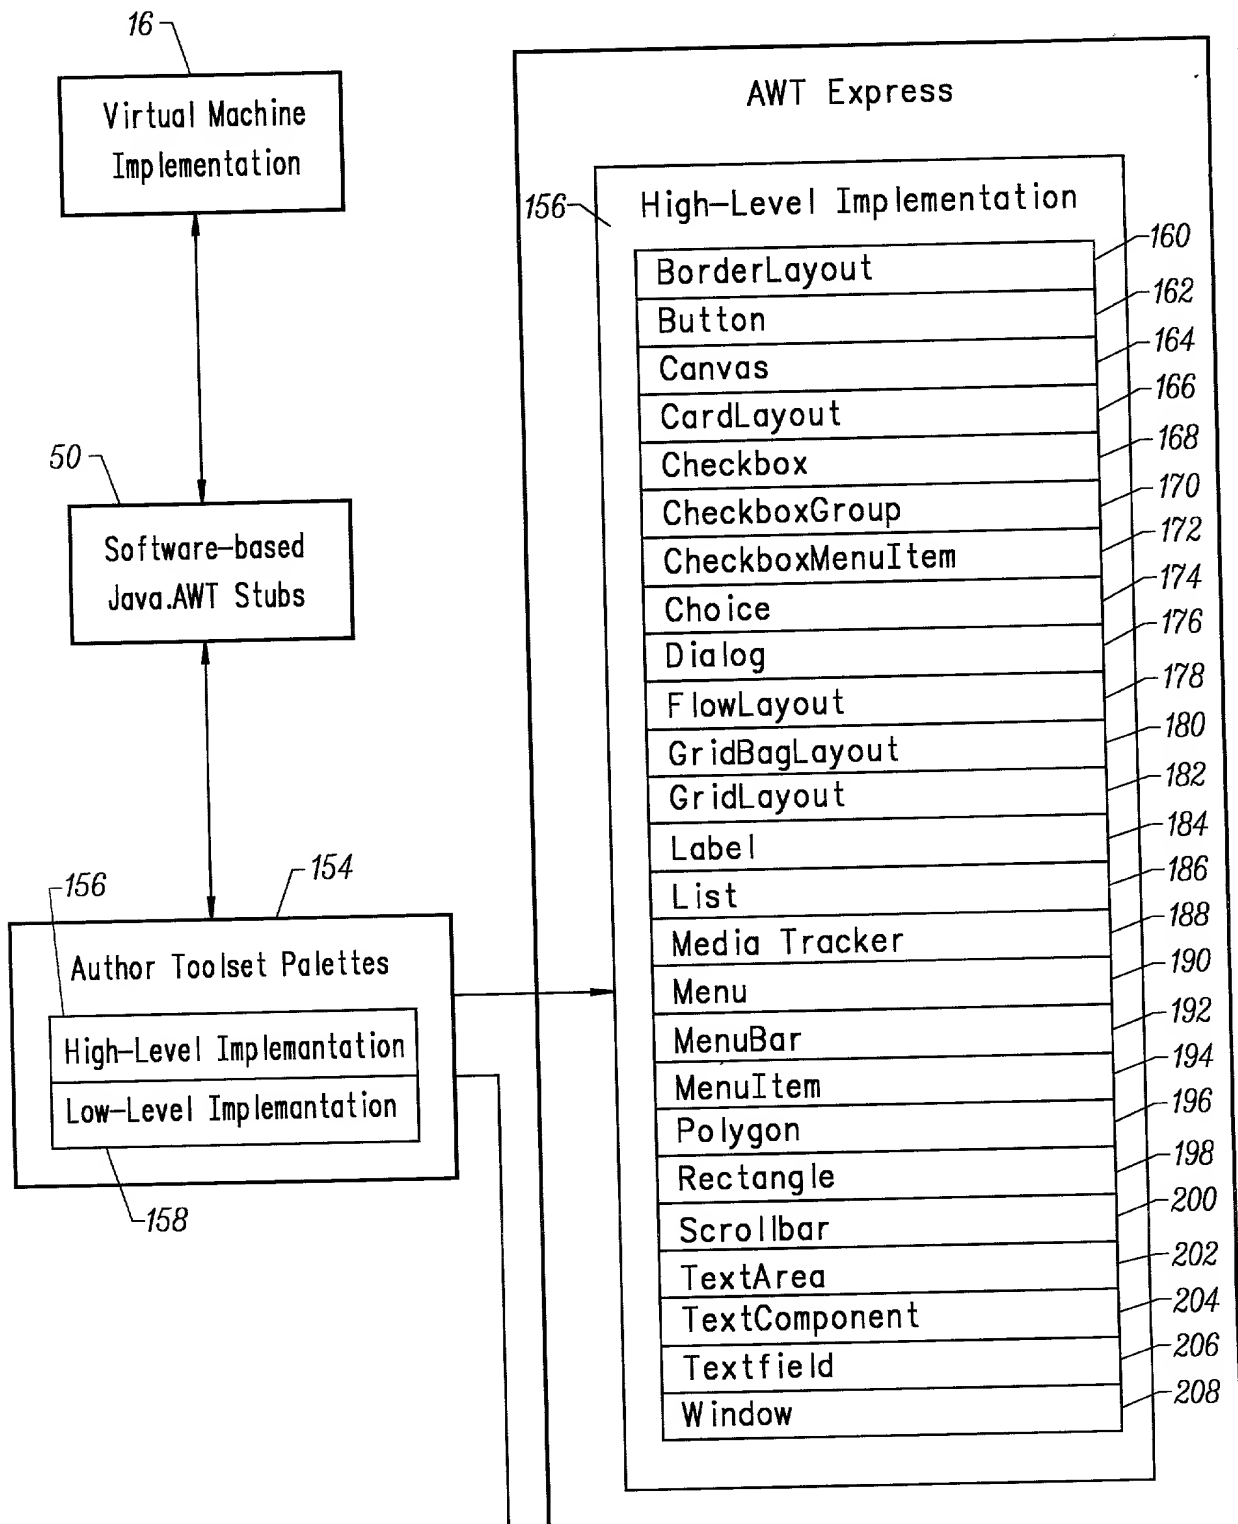 16
Virtual Machine
Implementation
50
Software-based
Java.AWT Stubs
154
156
Author Toolset Palettes
High-Level Implemantation
Low-Level Implemantation
158
AWT Express
156
High-Level Implementation
BorderLayout 160
Button 162
Canvas 164
CardLayout 166
Checkbox 168
CheckboxGroup 170
CheckboxMenuItem 172
Choice 174
Dialog 176
FlowLayout 178
GridBagLayout 180
GridLayout 182
Label 184
List 186
Media Tracker 188
Menu 190
MenuBar 192
MenuItem 194
Polygon 196
Rectangle 198
Scrollbar 200
TextArea 202
TextComponent 204
Textfield 206
Window 208